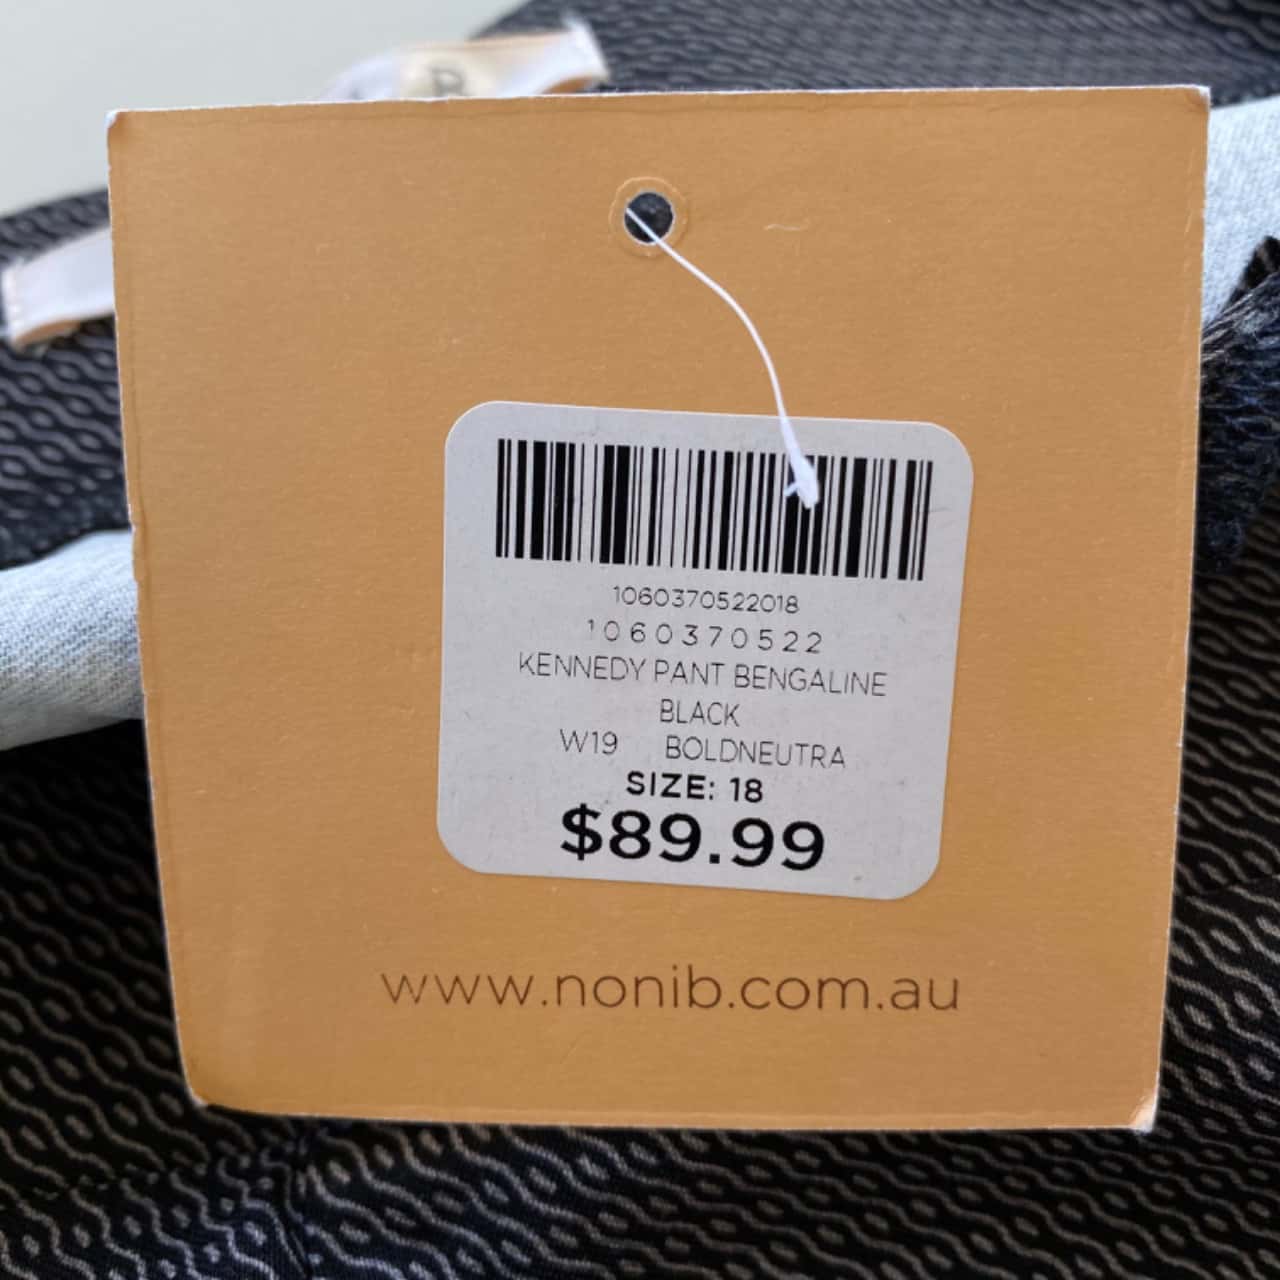 B
1060370522018
1060370522
KENNEDY PANT BENGALINE
BLACK
W19 BOLDNEUTRA
SIZE: 18
$89.99
www.nonib.com.au